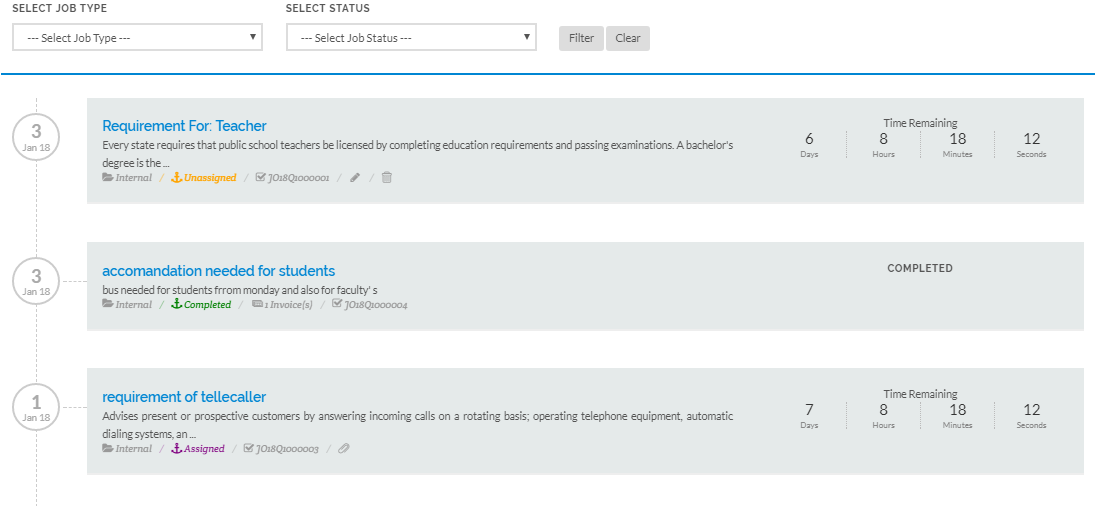 SELECT JOB TYPE
SELECT STATUS
--- Select Job Type ---
--- Select Job Status ---
Filter
Clear
3
Jan 18
Requirement For: Teacher
Every state requires that public school teachers be licensed by completing education requirements and passing examinations. A bachelor's
degree is the ...
Internal / Unassigned / JO18Q1000001 / /
Time Remaining
6 8 18 12
Days Hours Minutes Seconds
3
Jan 18
accomandation needed for students
bus needed for students frrom monday and also for faculty' s
Internal / Completed / 1 Invoice(s) / JO18Q1000004
COMPLETED
1
Jan 18
requirement of tellecaller
Advises present or prospective customers by answering incoming calls on a rotating basis; operating telephone equipment, automatic
dialing systems, an ...
Internal / Assigned / JO18Q1000003 /
Time Remaining
7 8 18 12
Days Hours Minutes Seconds